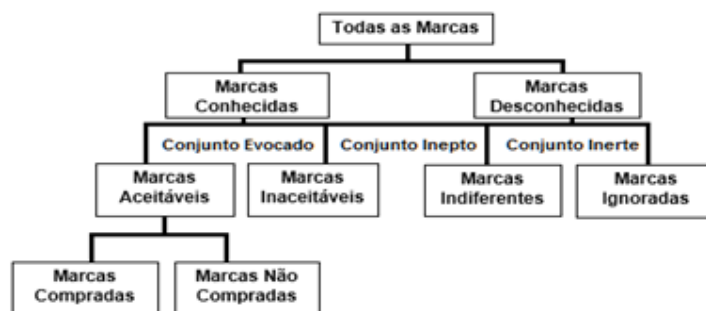 Todas as Marcas
Marcas
Conhecidas
Marcas
Desconhecidas
Conjunto Evocado
Conjunto Inepto
Conjunto Inerte
Marcas
Aceitáveis
Marcas
Inaceitáveis
Marcas
Indiferentes
Marcas
Ignoradas
Marcas
Compradas
Marcas Não
Compradas